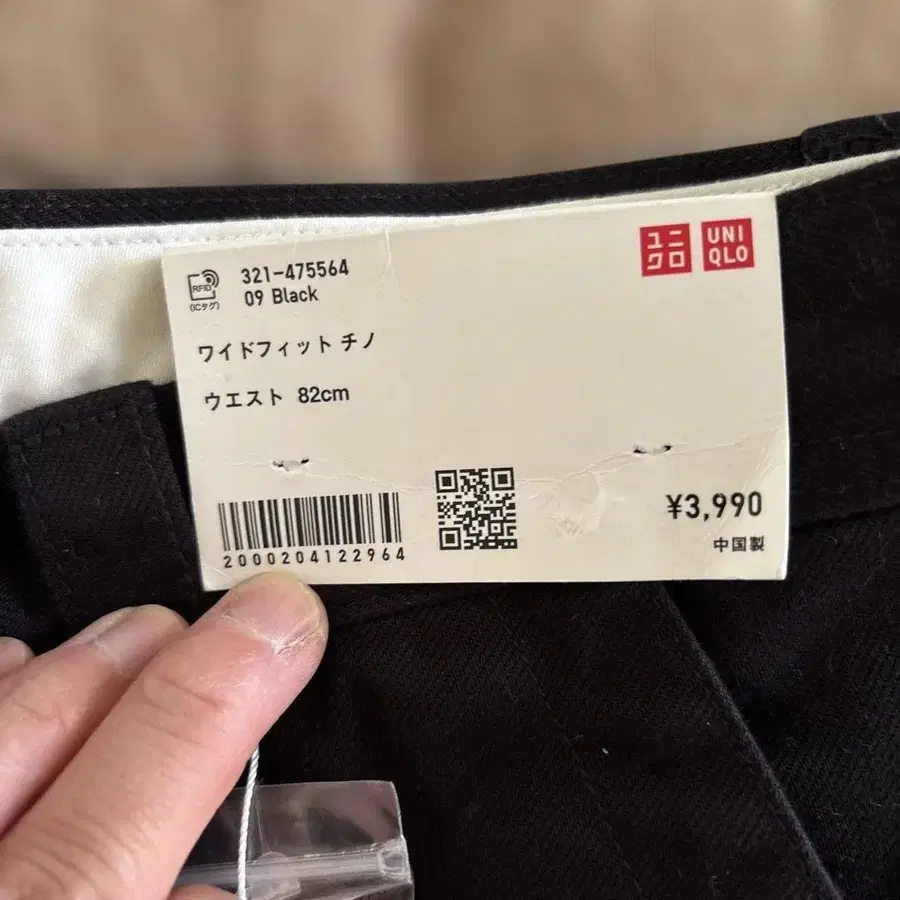 RFID
(ICタグ)
321-475564
09 Black
ユニ
クロ
UNI
QLO
ワイドフィット チノ
ウエスト 82cm
2000204122964
¥3,990
中国製